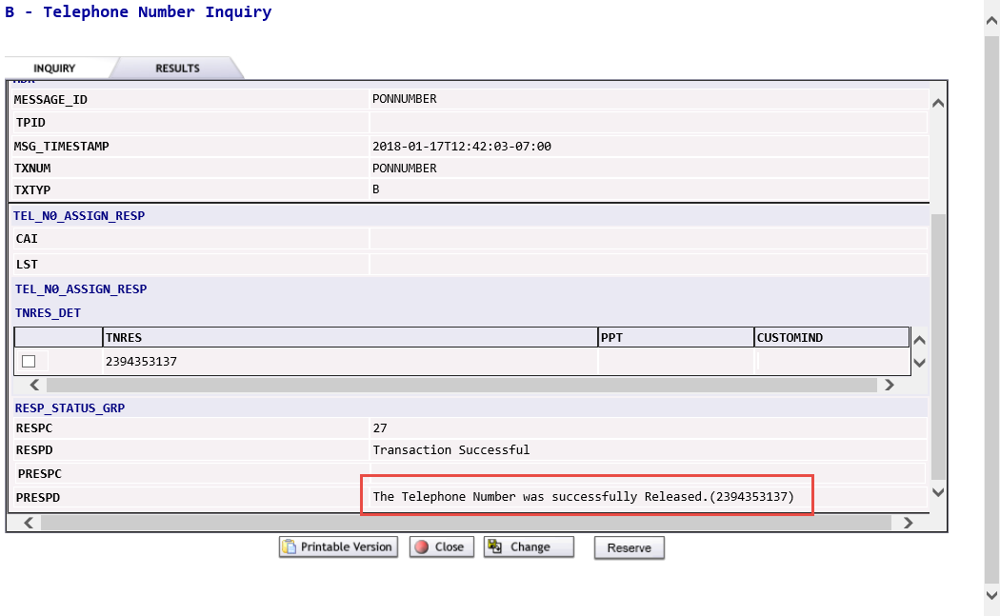 B - Telephone Number Inquiry
INQUIRY RESULTS
MESSAGE_ID PONNUMBER
TPID
MSG_TIMESTAMP 2018-01-17T12:42:03-07:00
TXNUM PONNUMBER
TXTYP B
TEL_N0_ASSIGN_RESP
CAI
LST
TEL_N0_ASSIGN_RESP
TNRES_DET
TNRES PPT CUSTOMIND
2394353137
RESP_STATUS_GRP
RESPC 27
RESPD Transaction Successful
PRESPC
PRESPD The Telephone Number was successfully Released.(2394353137)
Printable Version Close Change Reserve